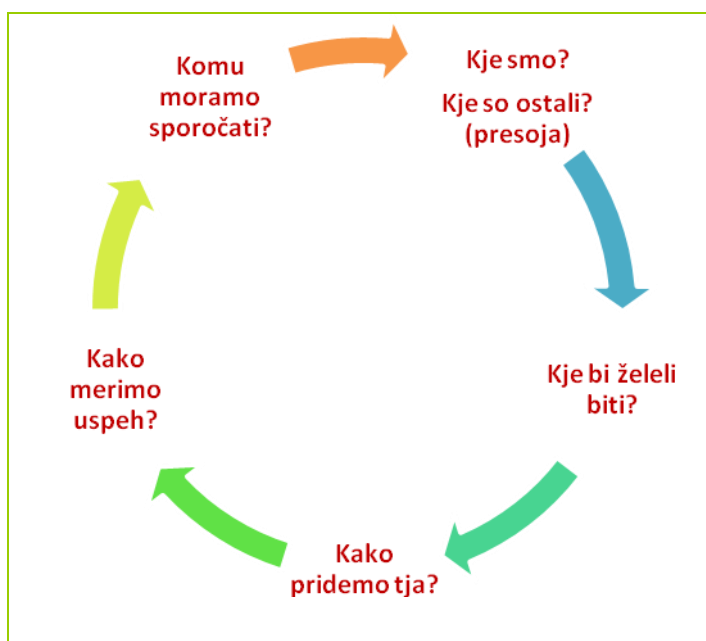 Kje smo?
Kje so ostali?
(presoja)
Kje bi želeli
biti?
Kako
pridemo tja?
Kako
merimo
uspeh?
Komu
moramo
sporočati?